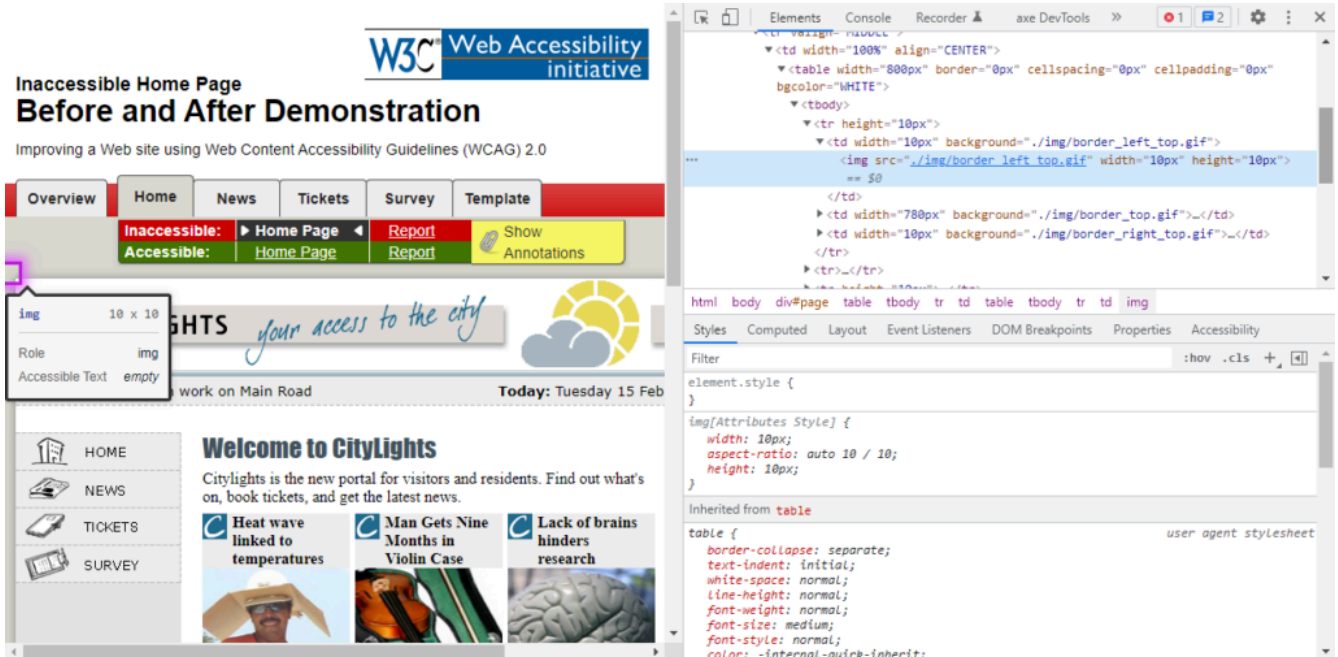 W3C® Web Accessibility
initiative
Inaccessible Home Page
Before and After Demonstration
Improving a Web site using Web Content Accessibility Guidelines (WCAG) 2.0
Overview Home News Tickets Survey Template
Inaccessible: Home Page Report
Accessible: Home Page Report
Show
Annotations
img 10 x 10
Role img
Accessible Text empty
GHTS your access to the city
work on Main Road Today: Tuesday 15 Feb
HOME
NEWS
TICKETS
SURVEY
Welcome to CityLights
Citylights is the new portal for visitors and residents. Find out what's
on, book tickets, and get the latest news.
Heat wave
linked to
temperatures
Man Gets Nine
Months in
Violin Case
Lack of brains
hinders
research
Elements Console Recorder axe DevTools » 1 2
<tr valign="MIDDLE">
<td width="100%" align="CENTER">
<table width="800px" border="0px" cellspacing="0px" cellpadding="0px"
bgcolor="WHITE">
<tbody>
<tr height="10px">
<td width="10px" background="./img/border_left_top.gif">
<img src="./img/border_left_top.gif" width="10px" height="10px">
== $0
</td>
<td width="780px" background="./img/border_top.gif">…</td>
<td width="10px" background="./img/border_right_top.gif">…</td>
</tr>
<tr>…</tr>
<tr height="10px">…</tr>
html body div#page table tbody tr td table tbody tr td img
Styles Computed Layout Event Listeners DOM Breakpoints Properties Accessibility
Filter :hov .cls +
element.style {
}
img[Attributes Style] {
width: 10px;
aspect-ratio: auto 10 / 10;
height: 10px;
}
Inherited from table
table { user agent stylesheet
border-collapse: separate;
text-indent: initial;
white-space: normal;
line-height: normal;
font-weight: normal;
font-size: medium;
font-style: normal;
color: -internal-quirk-inherit;